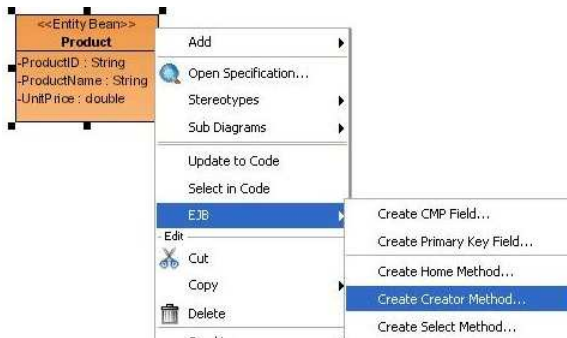 <<Entity Bean>>
Product
-ProductID : String
-ProductName : String
-UnitPrice : double
Add
Open Specification...
Stereotypes
Sub Diagrams
Update to Code
Select in Code
EJB
Edit
Cut
Copy
Delete
Create CMP Field...
Create Primary Key Field...
Create Home Method...
Create Creator Method...
Create Select Method...